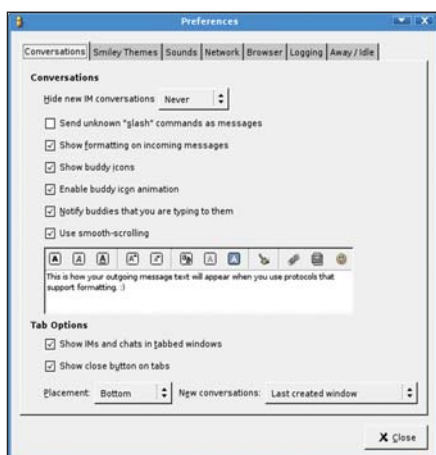 Preferences
Conversations Smiley Themes Sounds Network Browser Logging Away / Idle
Conversations
Hide new IM conversations Never
Send unknown "slash" commands as messages
Show formatting on incoming messages
Show buddy icons
Enable buddy icon animation
Notify buddies that you are typing to them
Use smooth-scrolling
This is how your outgoing message text will appear when you use protocols that
support formatting. :)
Tab Options
Show IMs and chats in tabbed windows
Show close button on tabs
Placement: Bottom New conversations: Last created window
X Close